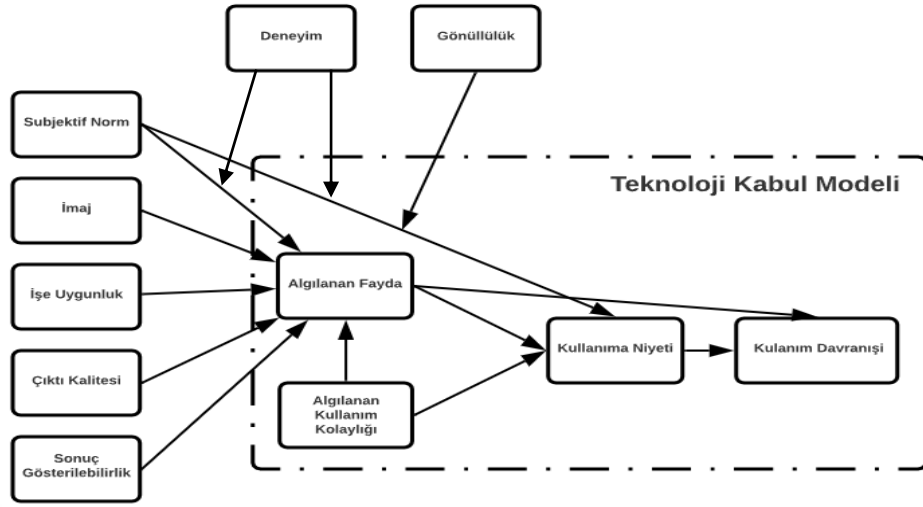 Deneyim
Gönüllülük
Subjektif Norm
Teknoloji Kabul Modeli
İmaj
Algılanan Fayda
İşe Uygunluk
Kullanıma Niyeti
Kulanım Davranışi
Çıktı Kalitesi
Algılanan
Kullanım
Kolaylığı
Sonuç
Gösterilebilirlik